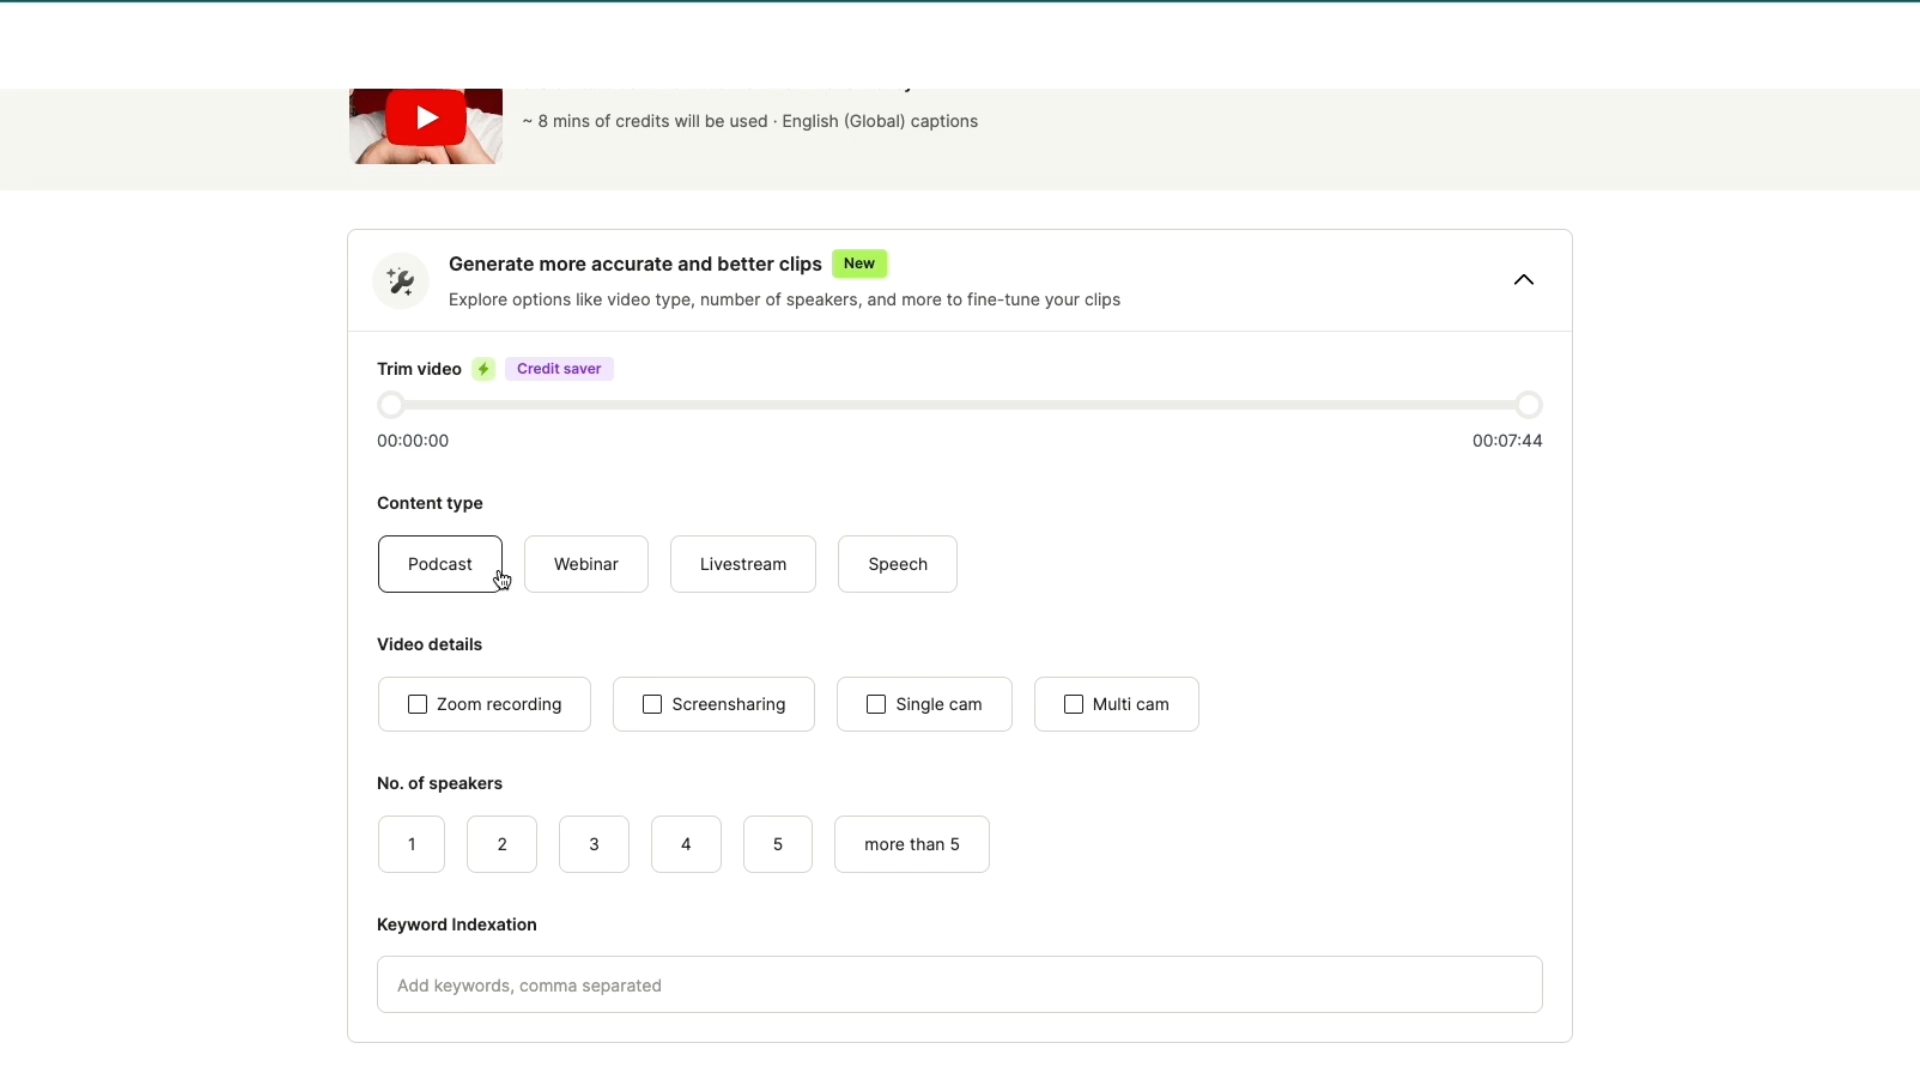 ~ 8 mins of credits will be used · English (Global) captions
Generate more accurate and better clips New
Explore options like video type, number of speakers, and more to fine-tune your clips
Trim video Credit saver
00:00:00 00:07:44
Content type
Podcast Webinar Livestream Speech
Video details
Zoom recording Screensharing Single cam Multi cam
No. of speakers
1 2 3 4 5 more than 5
Keyword Indexation
Add keywords, comma separated